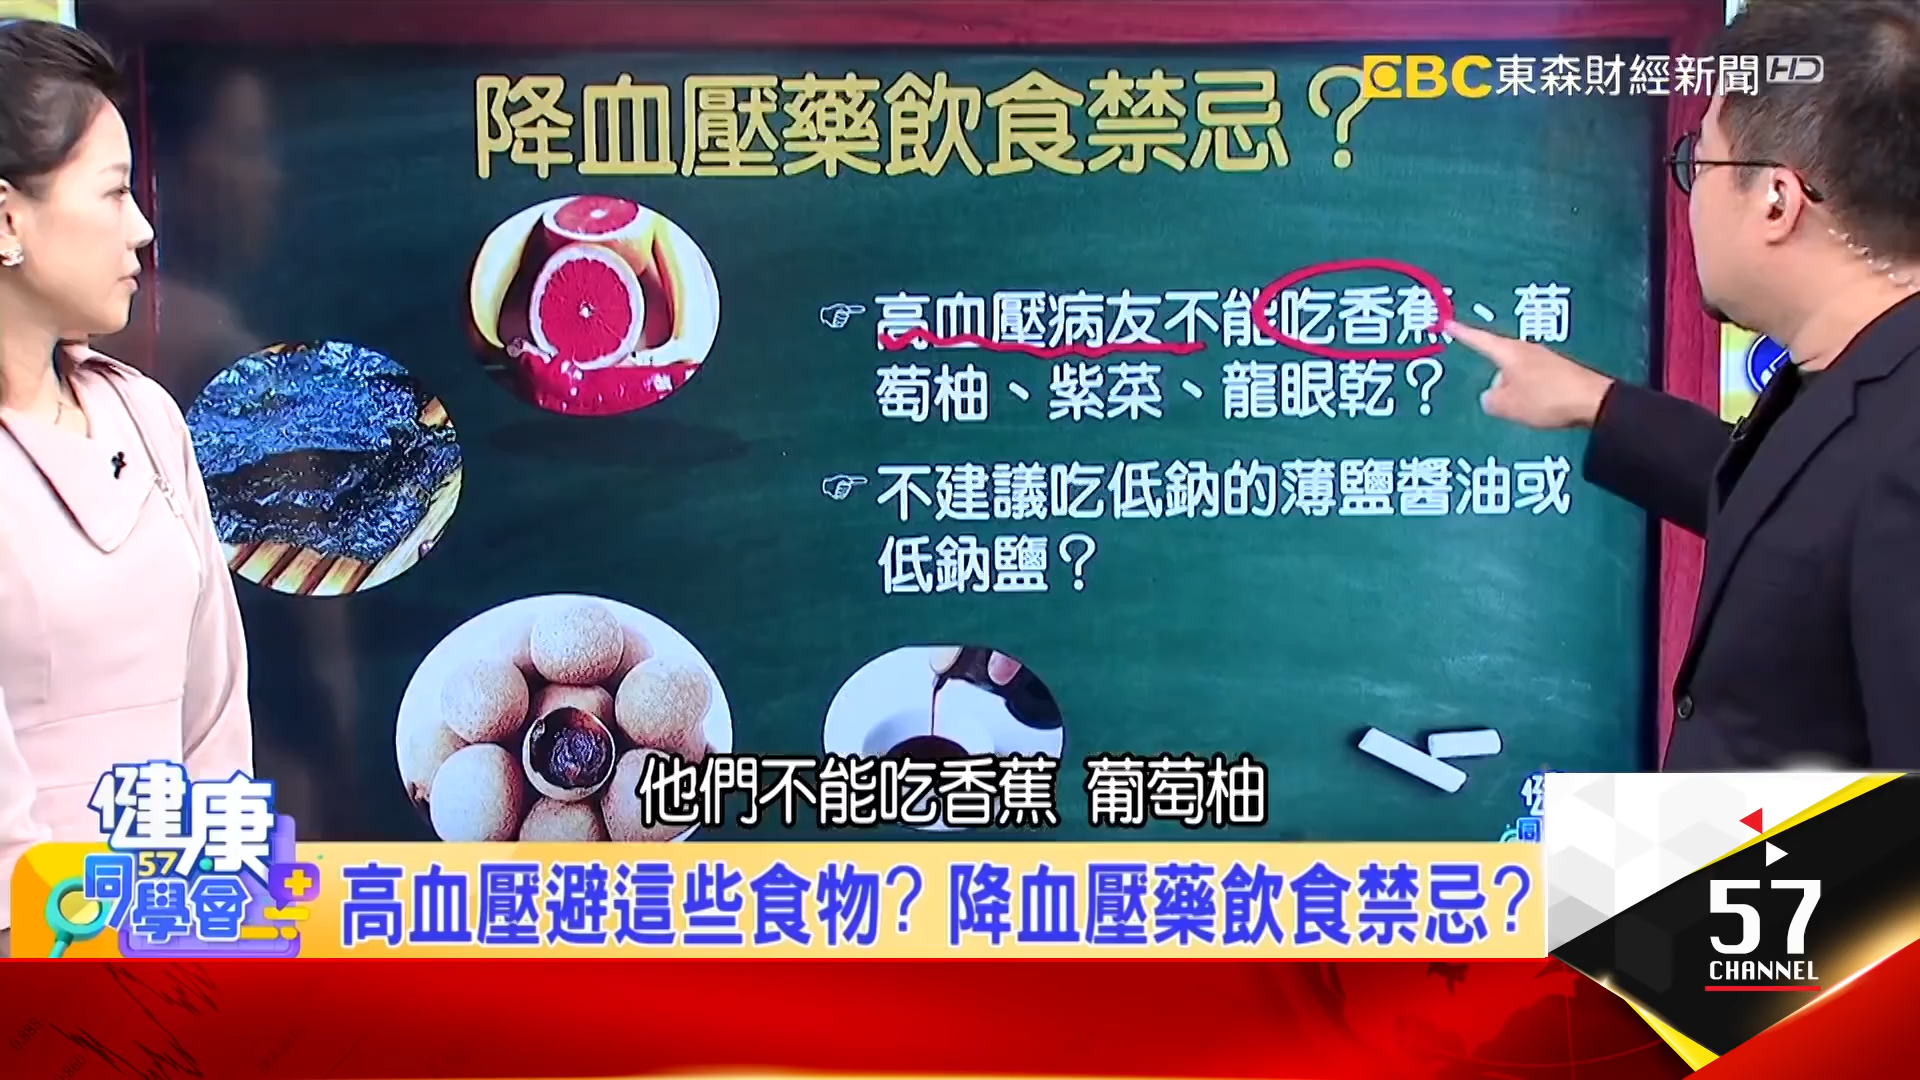 EBC東森財經新聞HD
降血壓藥飲食禁忌？
☞高血壓病友不能吃香蕉、葡
萄柚、紫菜、龍眼乾？
☞不建議吃低鈉的薄鹽醬油或
低鈉鹽？
他們不能吃香蕉 葡萄柚
健康
57
同學會
高血壓避這些食物？降血壓藥飲食禁忌？
57
CHANNEL